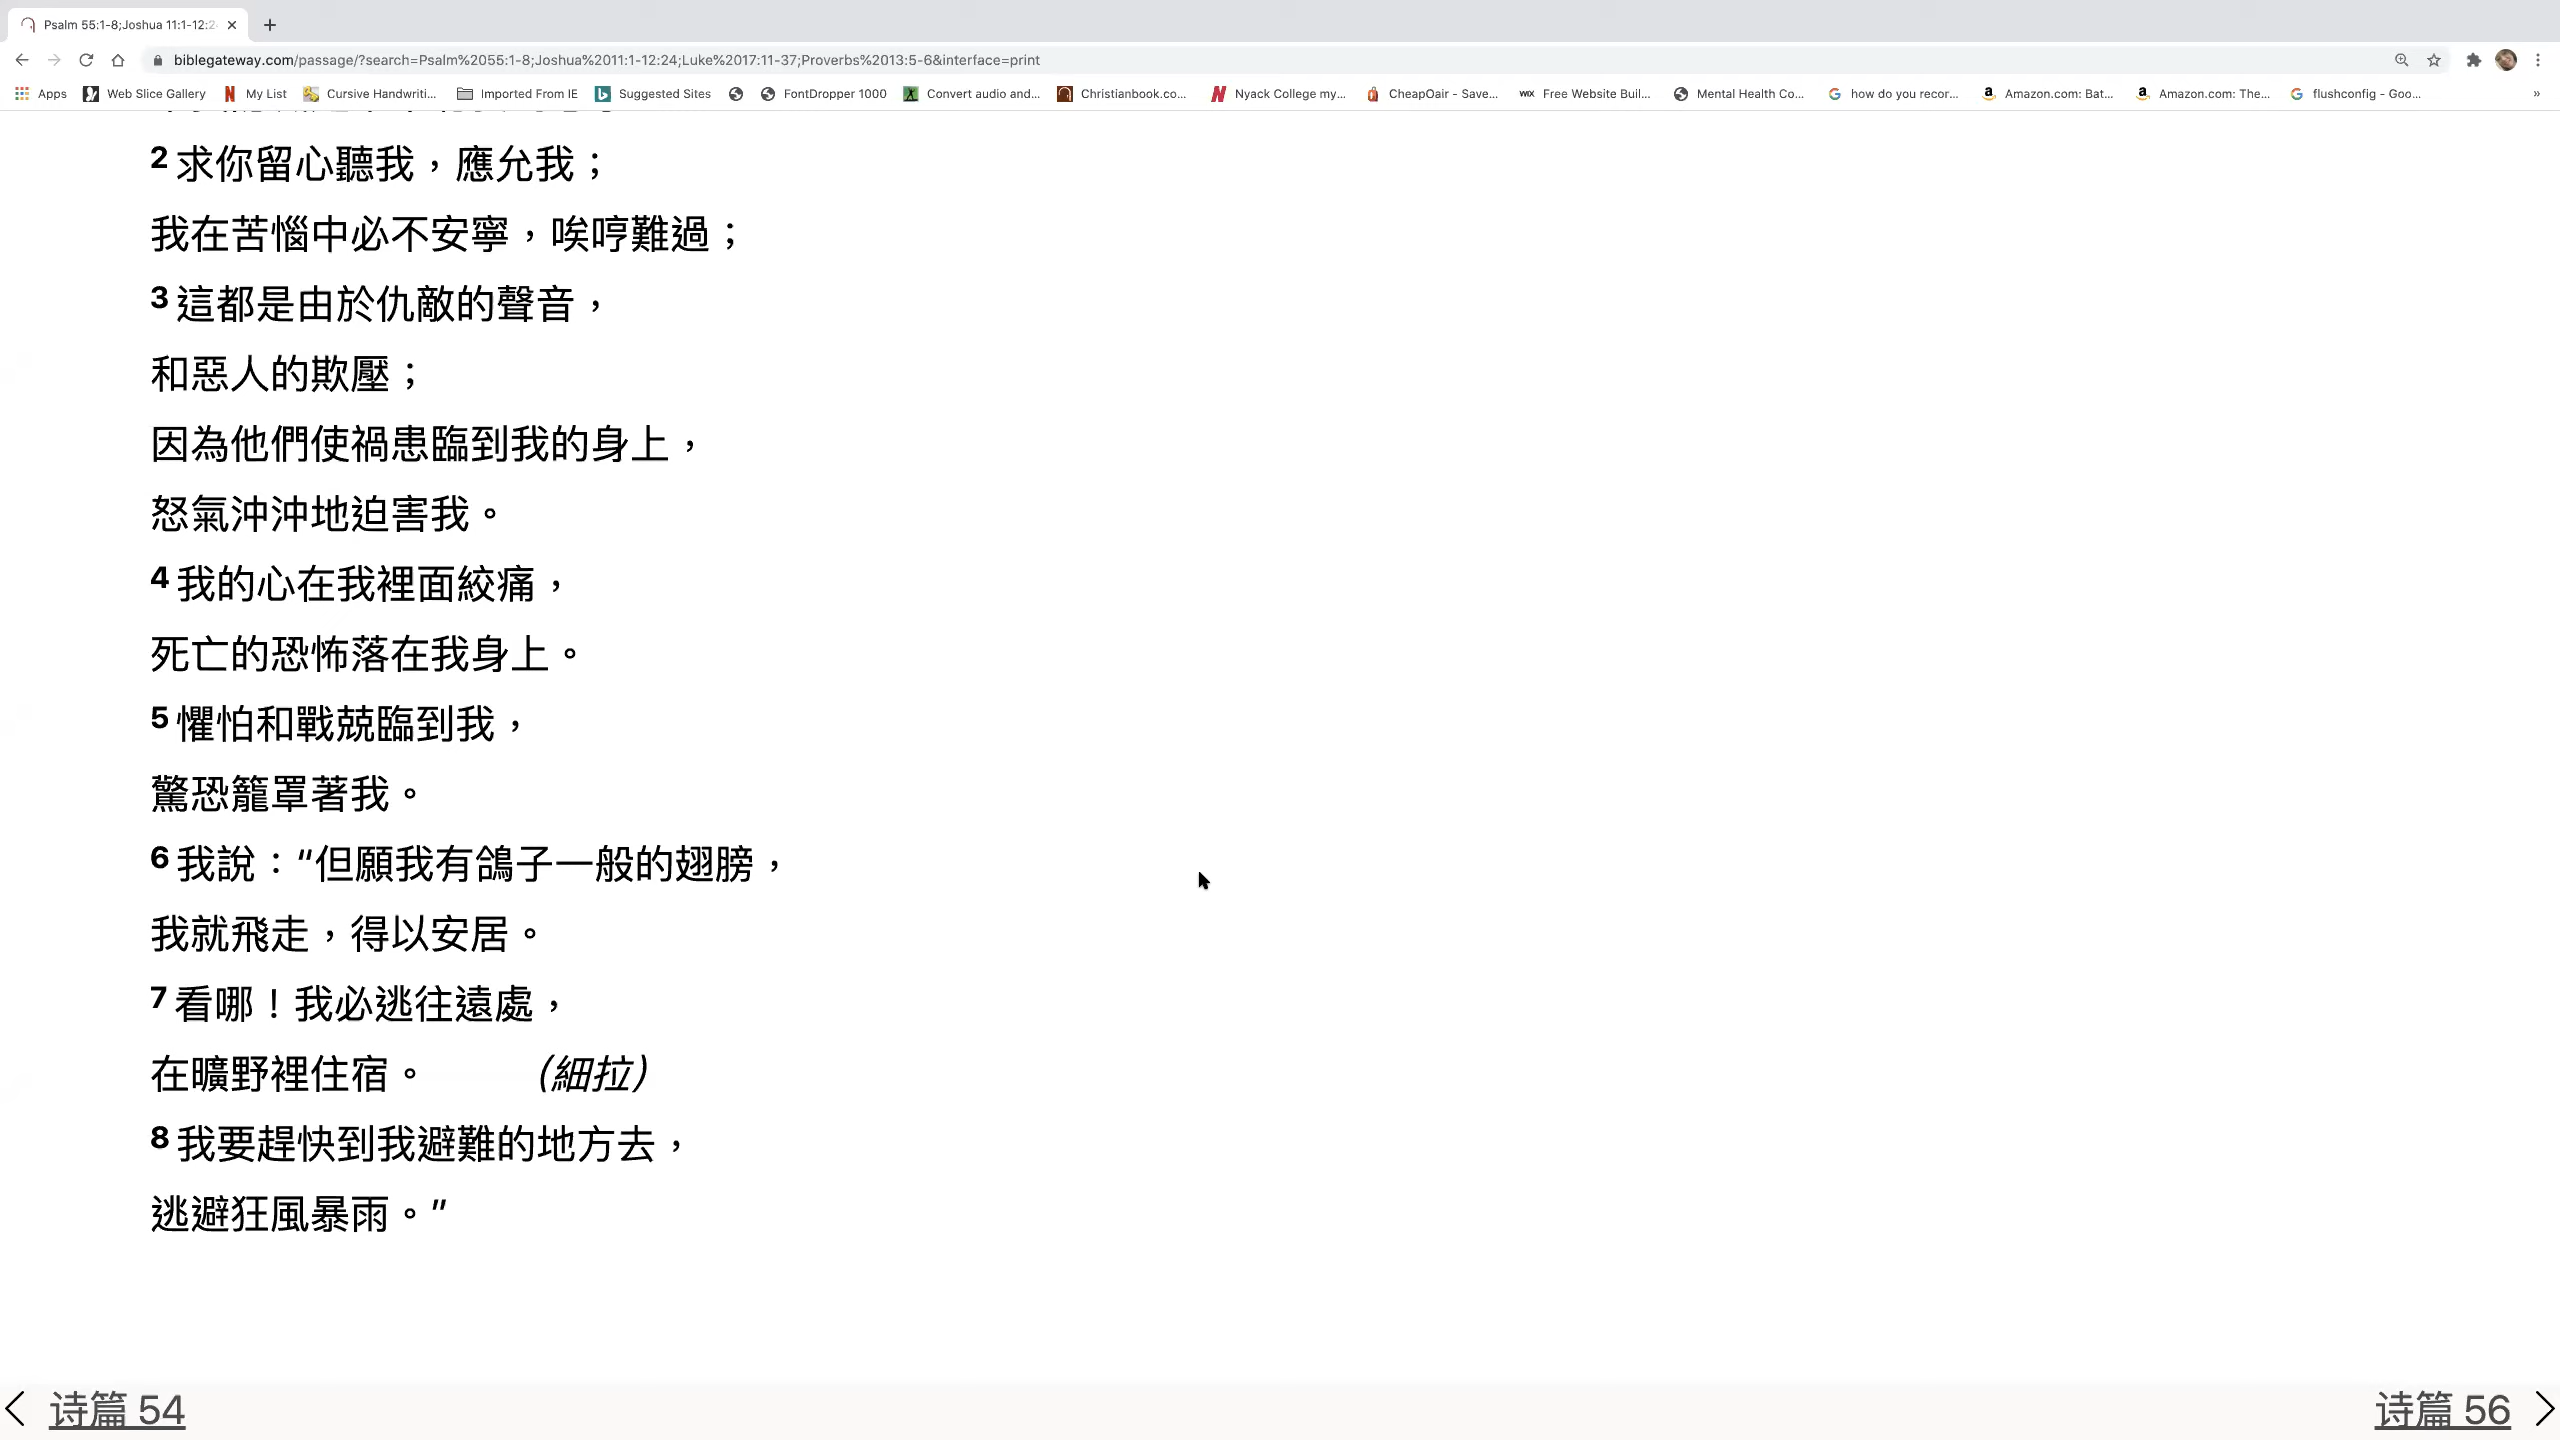 Psalm 55:1-8;Joshua 11:1-12:2
biblegateway.com/passage/?search=Psalm%2055:1-8;Joshua%2011:1-12:24;Luke%2017:11-37;Proverbs%2013:5-6&interface=print
Apps Web Slice Gallery My List Cursive Handwriti... Imported From IE Suggested Sites FontDropper 1000 Convert audio and... Christianbook.co... Nyack College my... CheapOair - Save... Free Website Buil... Mental Health Co... how do you recor... Amazon.com: Bat... Amazon.com: The... flushconfig - Goo... »
2 求你留心聽我，應允我；
我在苦惱中必不安寧，唉哼難過；
3 這都是由於仇敵的聲音，
和惡人的欺壓；
因為他們使禍患臨到我的身上，
怒氣沖沖地迫害我。
4 我的心在我裡面絞痛，
死亡的恐怖落在我身上。
5 懼怕和戰兢臨到我，
驚恐籠罩著我。
6 我說：“但願我有鴿子一般的翅膀，
我就飛走，得以安居。
7 看哪！我必逃往遠處，
在曠野裡住宿。 （細拉）
8 我要趕快到我避難的地方去，
逃避狂風暴雨。”
诗篇 54
诗篇 56